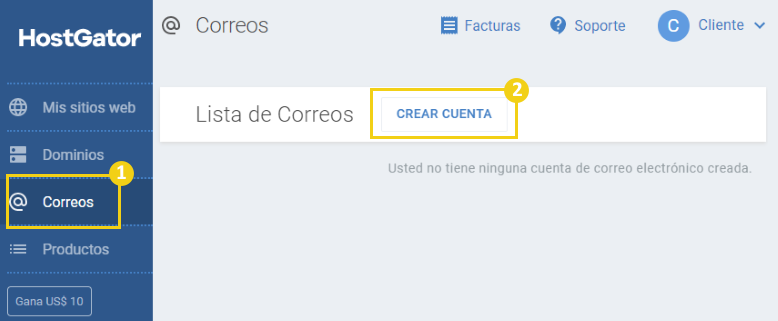 HostGator
Correos
Facturas
Soporte
C
Cliente
Mis sitios web
Dominios
1
Correos
Productos
Gana US$ 10
Lista de Correos
CREAR CUENTA
2
Usted no tiene ninguna cuenta de correo electrónico creada.